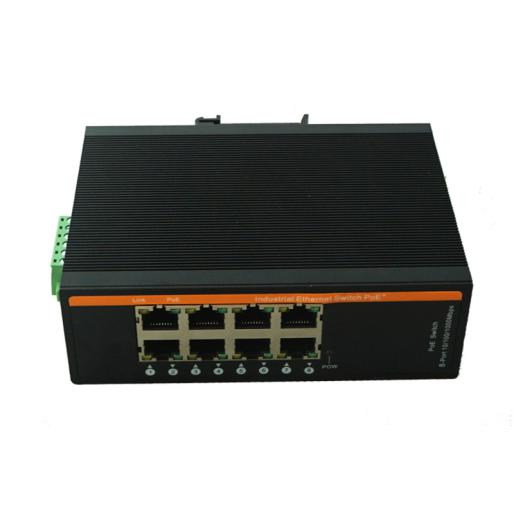 Link PoE Industrial Ethernet Switch PoE+
1 2 3 4 5 6 7 8
POW
PoE Switch
8-Port 10/100/1000Mbps